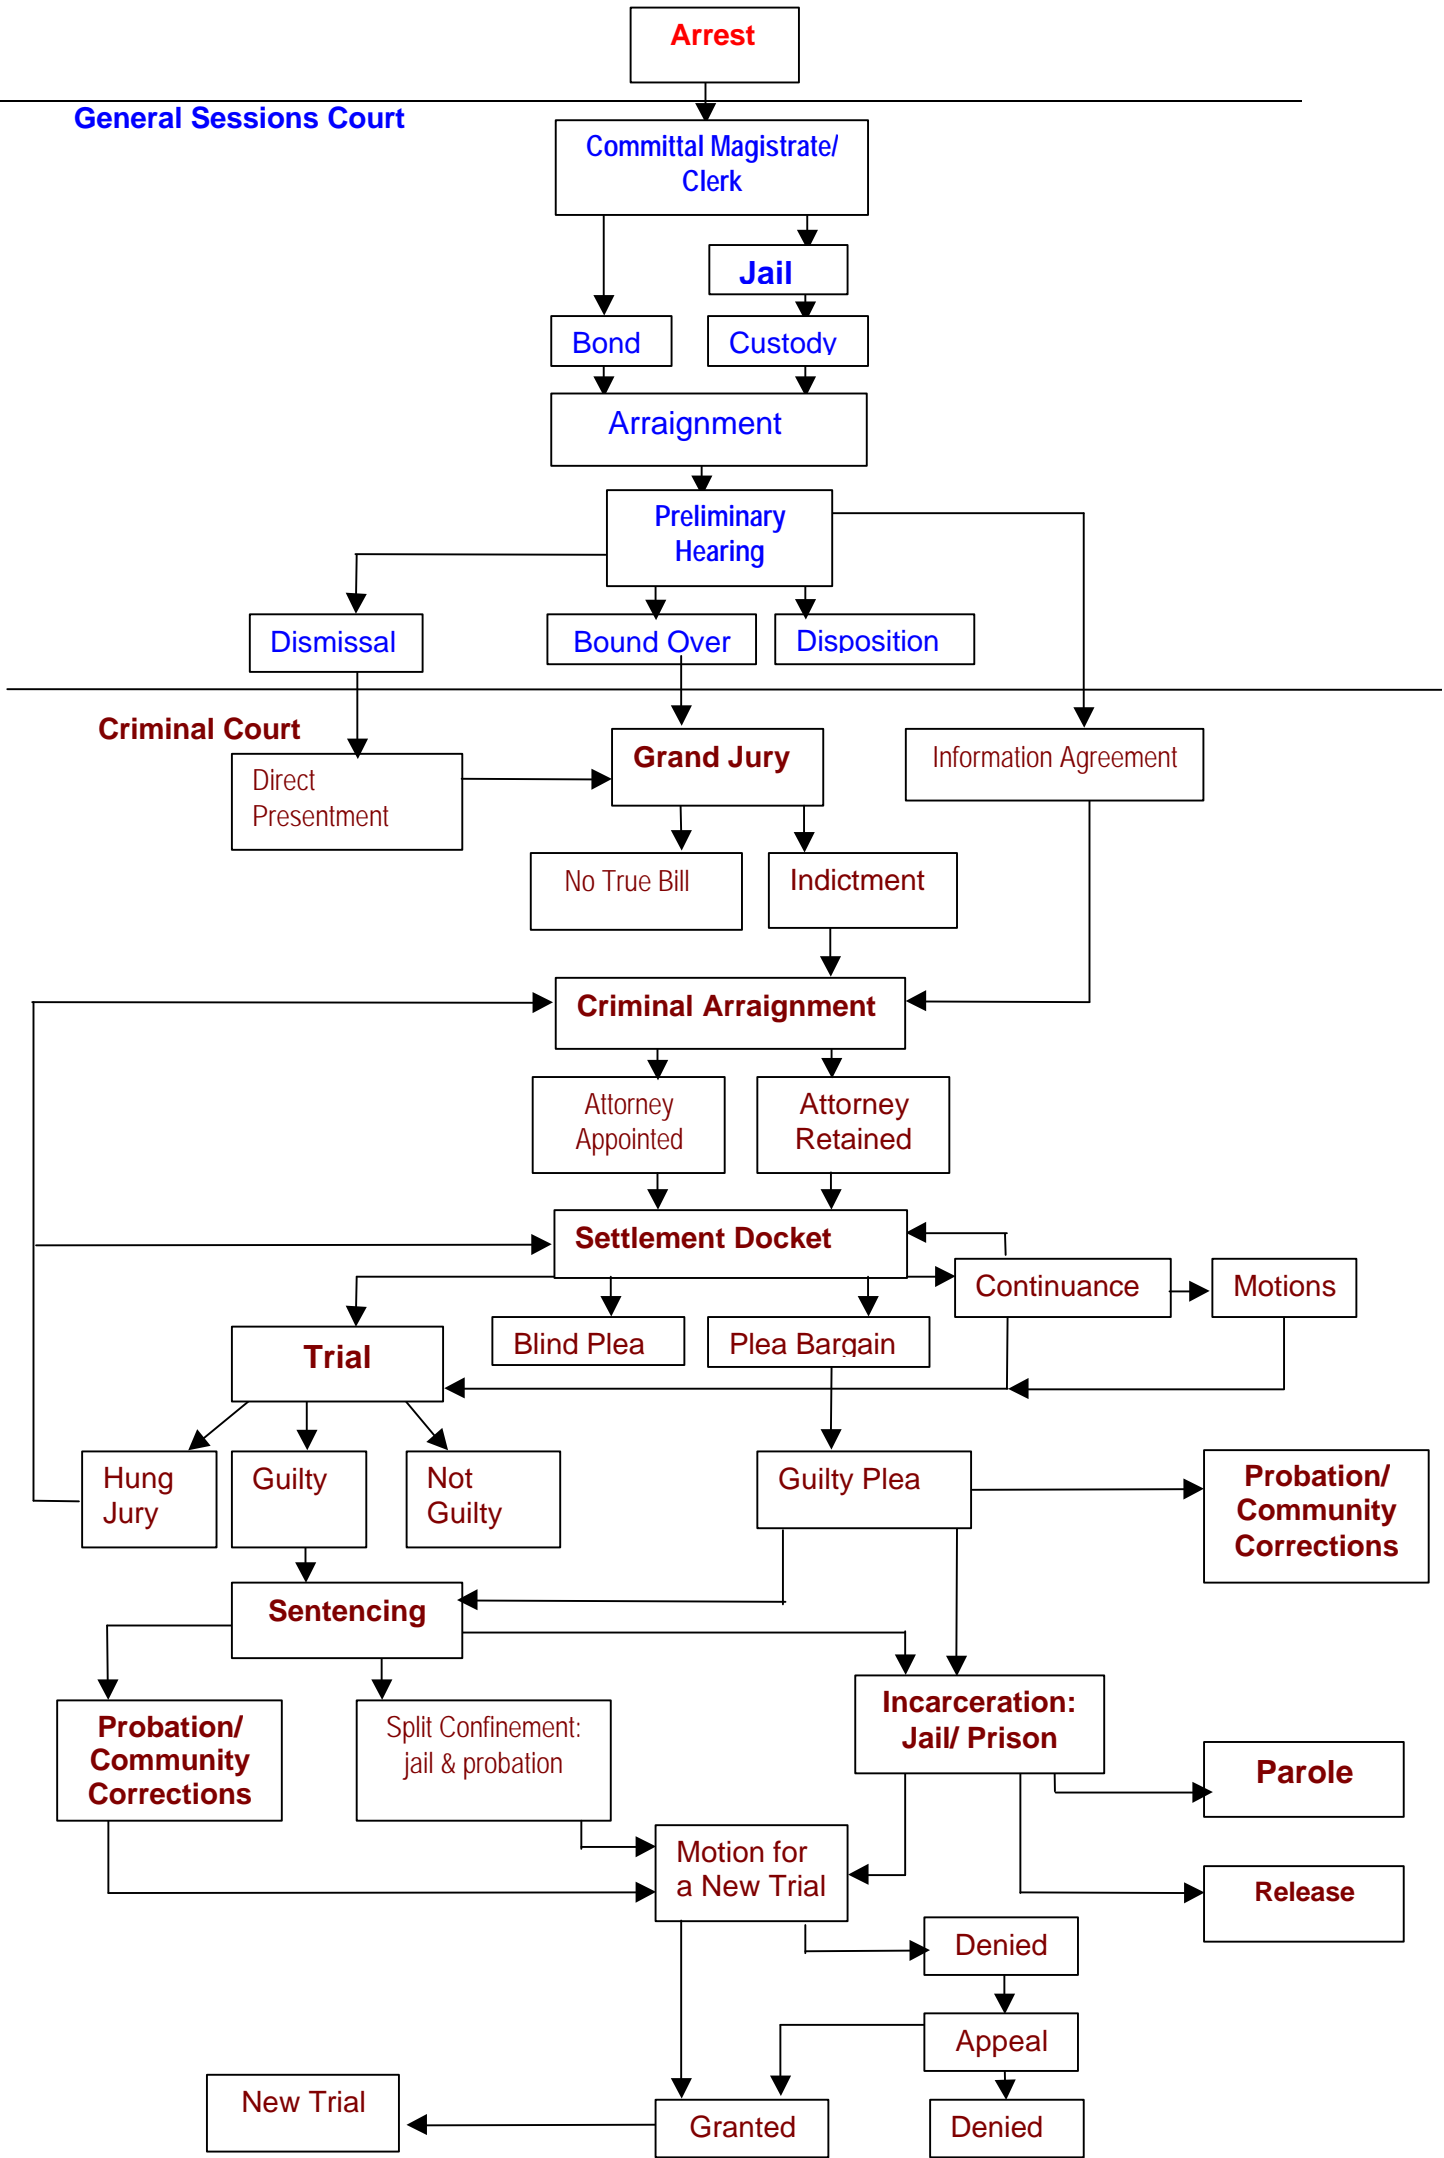 Arrest
General Sessions Court
Committal Magistrate/
Clerk
Jail
Bond
Custody
Arraignment
Preliminary
Hearing
Dismissal
Bound Over
Disposition
Criminal Court
Grand Jury
Information Agreement
Direct
Presentment
No True Bill
Indictment
Criminal Arraignment
Attorney
Appointed
Attorney
Retained
Settlement Docket
Continuance
Motions
Trial
Blind Plea
Plea Bargain
Hung
Jury
Guilty
Not
Guilty
Guilty Plea
Probation/
Community
Corrections
Sentencing
Probation/
Community
Corrections
Split Confinement:
jail & probation
Incarceration:
Jail/ Prison
Parole
Motion for
a New Trial
Release
Denied
Appeal
New Trial
Granted
Denied